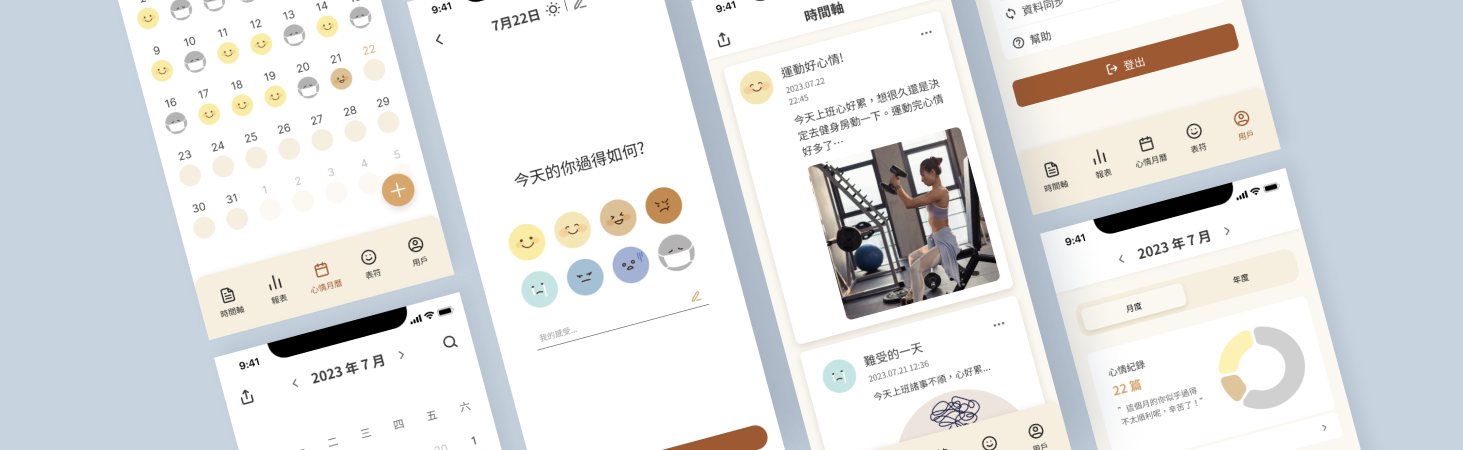 9
10
11
12
13
14
16
17
18
19
20
21
22
23
24
25
26
27
28
29
30
31
1
2
3
4
5
時間軸
報表
心情月曆
表符
用戶
9:41
2023 年 7 月
二
三
四
五
六
30
1
9:41
7月22日
今天的你過得如何?
我的感受...
9:41
時間軸
運動好心情!
2023.07.22
22:45
今天上班心好累，想很久還是決
定去健身房動一下。運動完心情
好多了…
難受的一天
2023.07.21 12:36
今天上班諸事不順，心好累...
用戶
資料同步
幫助
登出
時間軸
報表
心情月曆
表符
用戶
9:41
2023 年 7 月
月度
年度
心情紀錄
22 篇
" 這個月的你似乎過得
不太順利呢，辛苦了！"